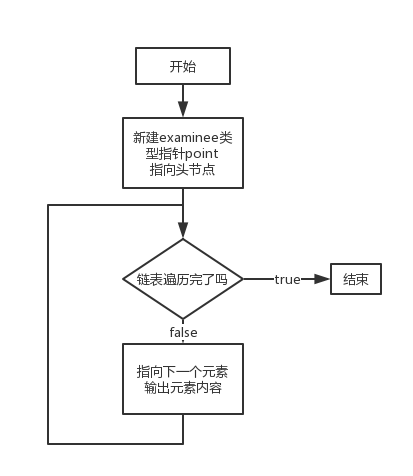 开始
新建examinee类
型指针point
指向头节点
链表遍历完了吗
true
结束
false
指向下一个元素
输出元素内容